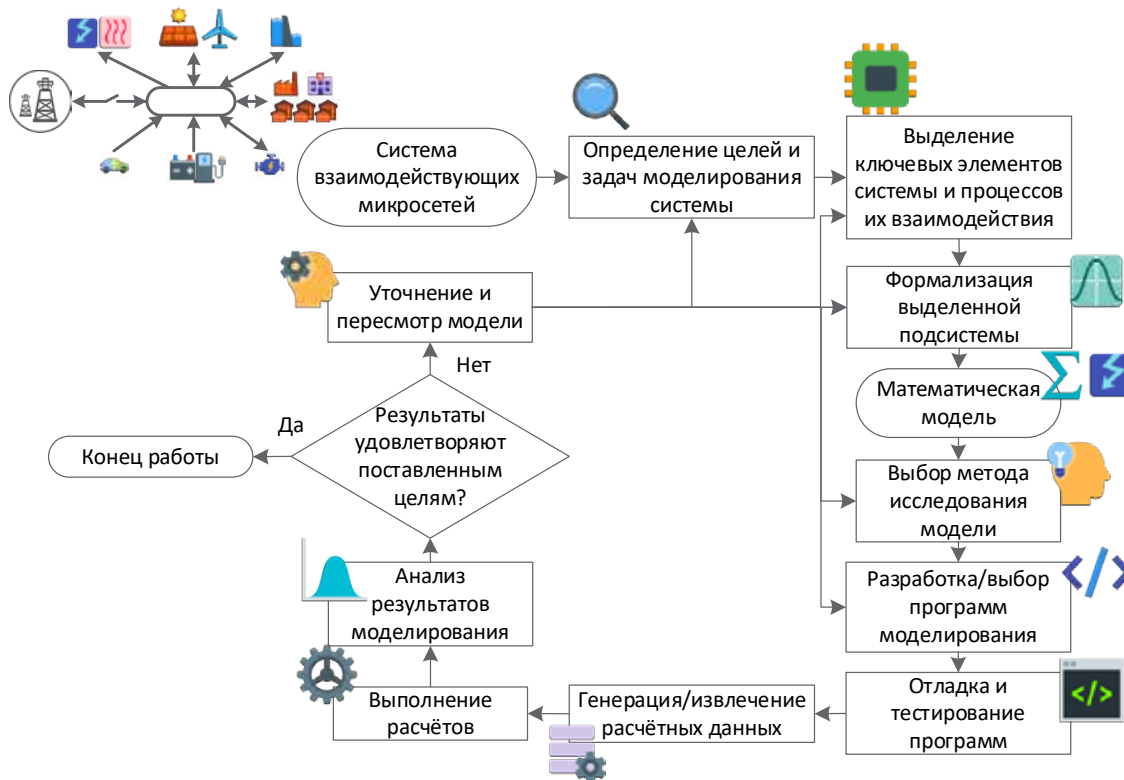 Система
взаимодействующих
микросетей
Определение целей и
задач моделирования
системы
Выделение
ключевых элементов
системы и процессов
их взаимодействия
Формализация
выделенной
подсистемы
Математическая
модель
Выбор метода
исследования
модели
Разработка/выбор
программ
моделирования
Отладка и
тестирование
программ
Генерация/извлечение
расчётных данных
Выполнение
расчётов
Анализ
результатов
моделирования
Результаты
удовлетворяют
поставленным
целям?
Да
Конец работы
Нет
Уточнение и
пересмотр модели
Σ
</>
</>